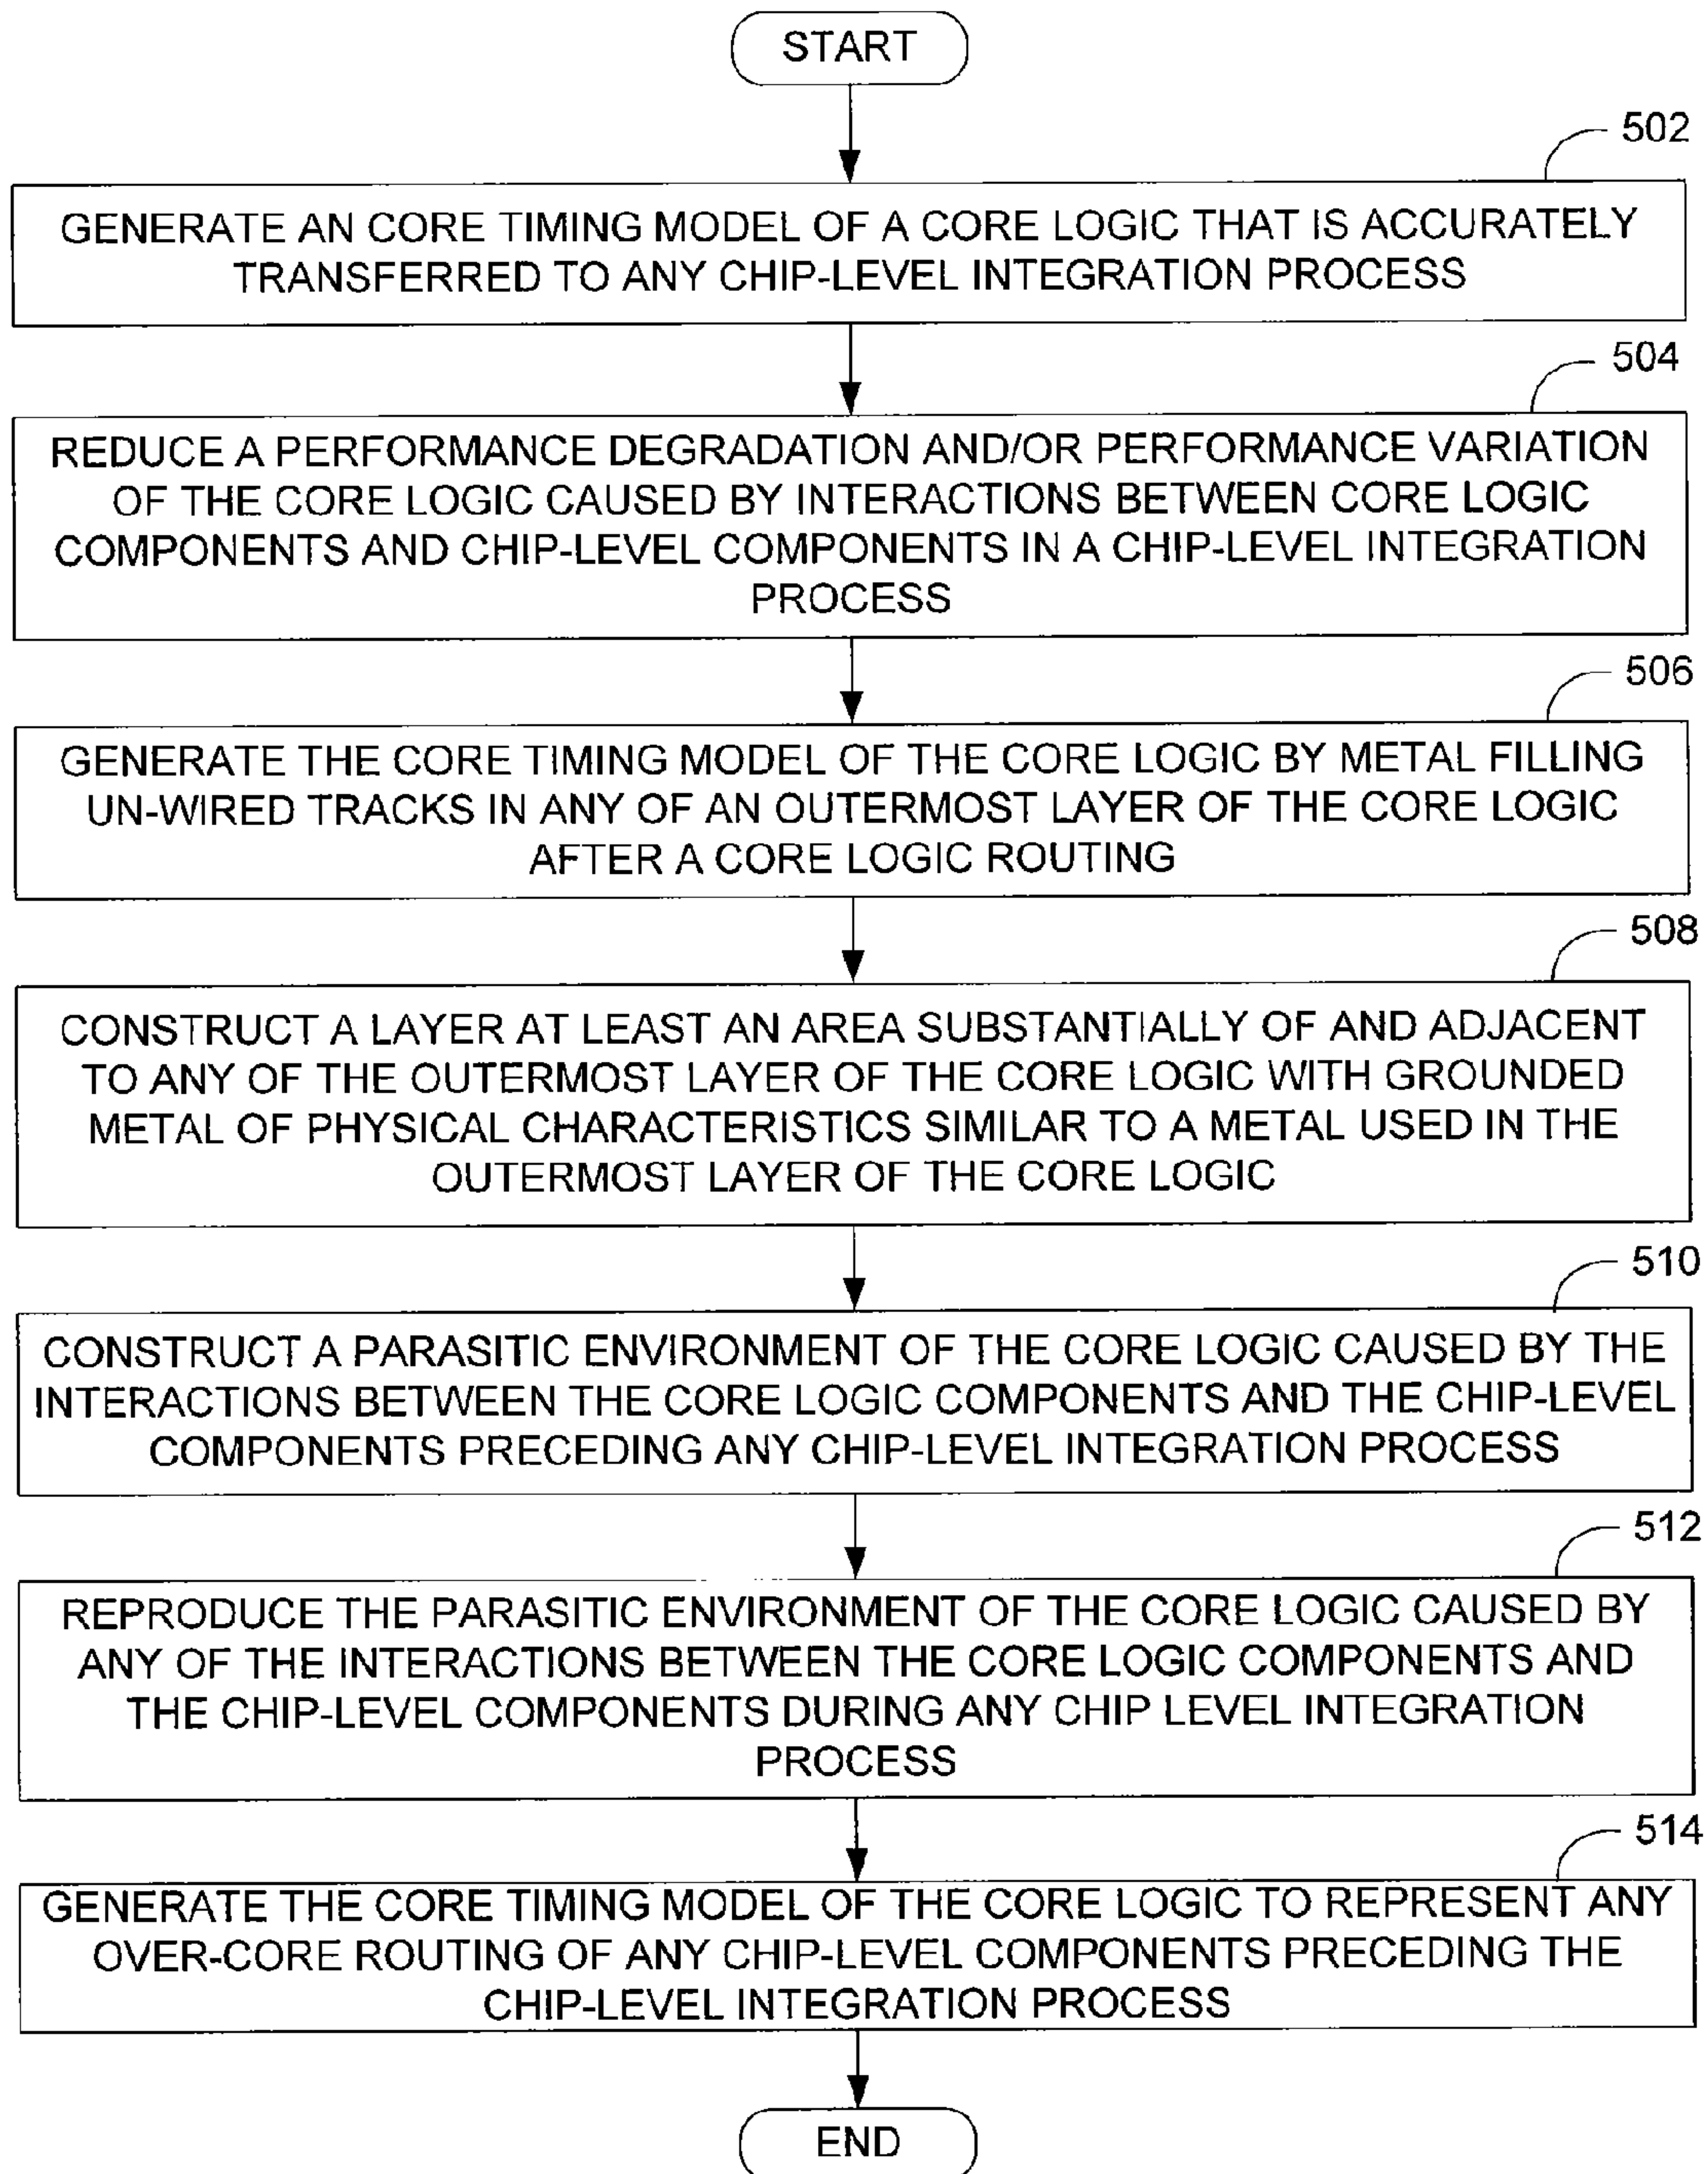 START
502
GENERATE AN CORE TIMING MODEL OF A CORE LOGIC THAT IS ACCURATELY
TRANSFERRED TO ANY CHIP-LEVEL INTEGRATION PROCESS
504
REDUCE A PERFORMANCE DEGRADATION AND/OR PERFORMANCE VARIATION
OF THE CORE LOGIC CAUSED BY INTERACTIONS BETWEEN CORE LOGIC
COMPONENTS AND CHIP-LEVEL COMPONENTS IN A CHIP-LEVEL INTEGRATION
PROCESS
506
GENERATE THE CORE TIMING MODEL OF THE CORE LOGIC BY METAL FILLING
UN-WIRED TRACKS IN ANY OF AN OUTERMOST LAYER OF THE CORE LOGIC
AFTER A CORE LOGIC ROUTING
508
CONSTRUCT A LAYER AT LEAST AN AREA SUBSTANTIALLY OF AND ADJACENT
TO ANY OF THE OUTERMOST LAYER OF THE CORE LOGIC WITH GROUNDED
METAL OF PHYSICAL CHARACTERISTICS SIMILAR TO A METAL USED IN THE
OUTERMOST LAYER OF THE CORE LOGIC
510
CONSTRUCT A PARASITIC ENVIRONMENT OF THE CORE LOGIC CAUSED BY THE
INTERACTIONS BETWEEN THE CORE LOGIC COMPONENTS AND THE CHIP-LEVEL
COMPONENTS PRECEDING ANY CHIP-LEVEL INTEGRATION PROCESS
512
REPRODUCE THE PARASITIC ENVIRONMENT OF THE CORE LOGIC CAUSED BY
ANY OF THE INTERACTIONS BETWEEN THE CORE LOGIC COMPONENTS AND
THE CHIP-LEVEL COMPONENTS DURING ANY CHIP LEVEL INTEGRATION
PROCESS
514
GENERATE THE CORE TIMING MODEL OF THE CORE LOGIC TO REPRESENT ANY
OVER-CORE ROUTING OF ANY CHIP-LEVEL COMPONENTS PRECEDING THE
CHIP-LEVEL INTEGRATION PROCESS
END